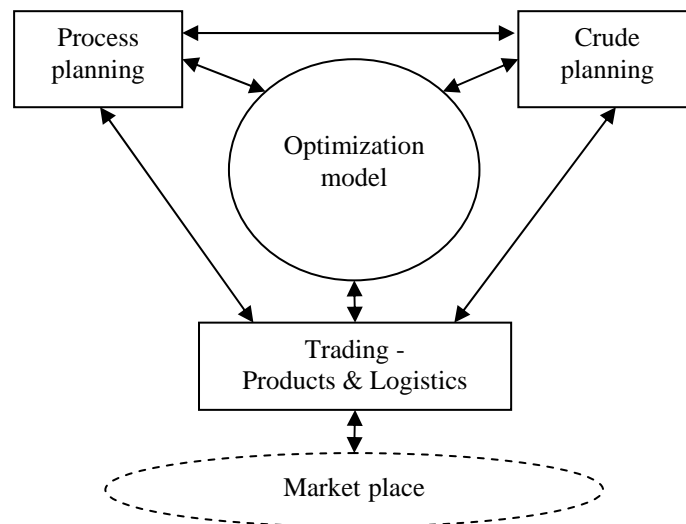 Process
planning
Crude
planning
Optimization
model
Trading -
Products & Logistics
Market place